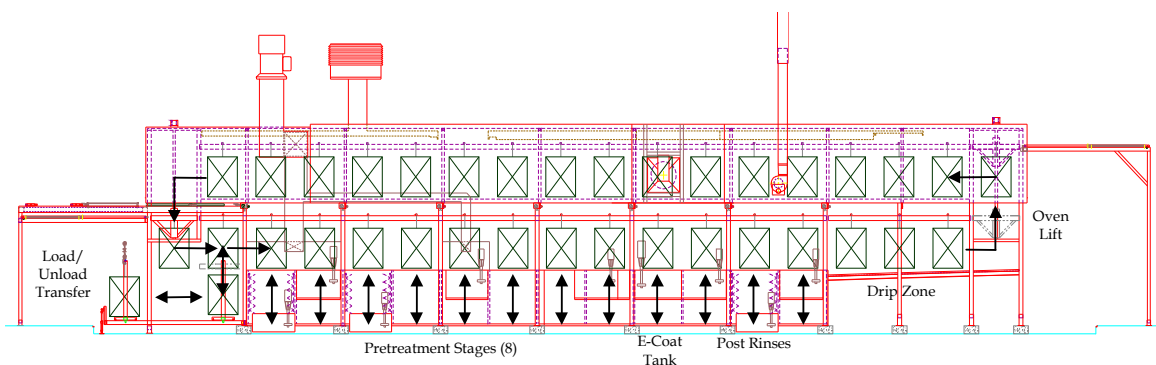 Load/
Unload
Transfer
Pretreatment Stages (8)
E-Coat
Tank
Post Rinses
Drip Zone
Oven
Lift